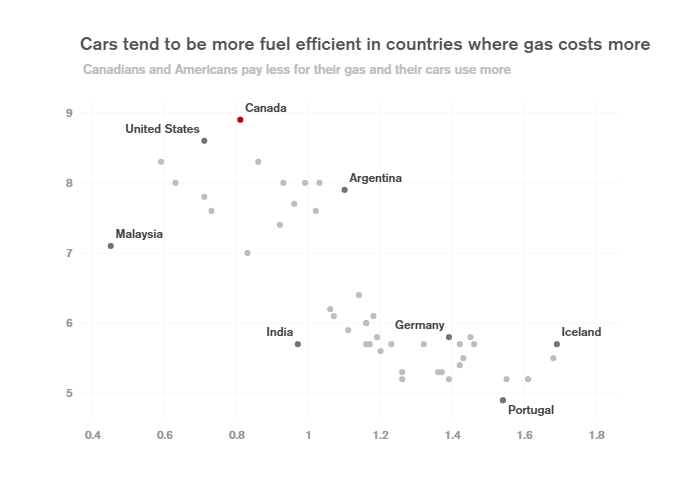 Cars tend to be more fuel efficient in countries where gas costs more
Canadians and Americans pay less for their gas and their cars use more
9
Canada
United States
8
Argentina
Malaysia
7
6
India
Germany
Iceland
5
Portugal
0.4 0.6 0.8 1 1.2 1.4 1.6 1.8